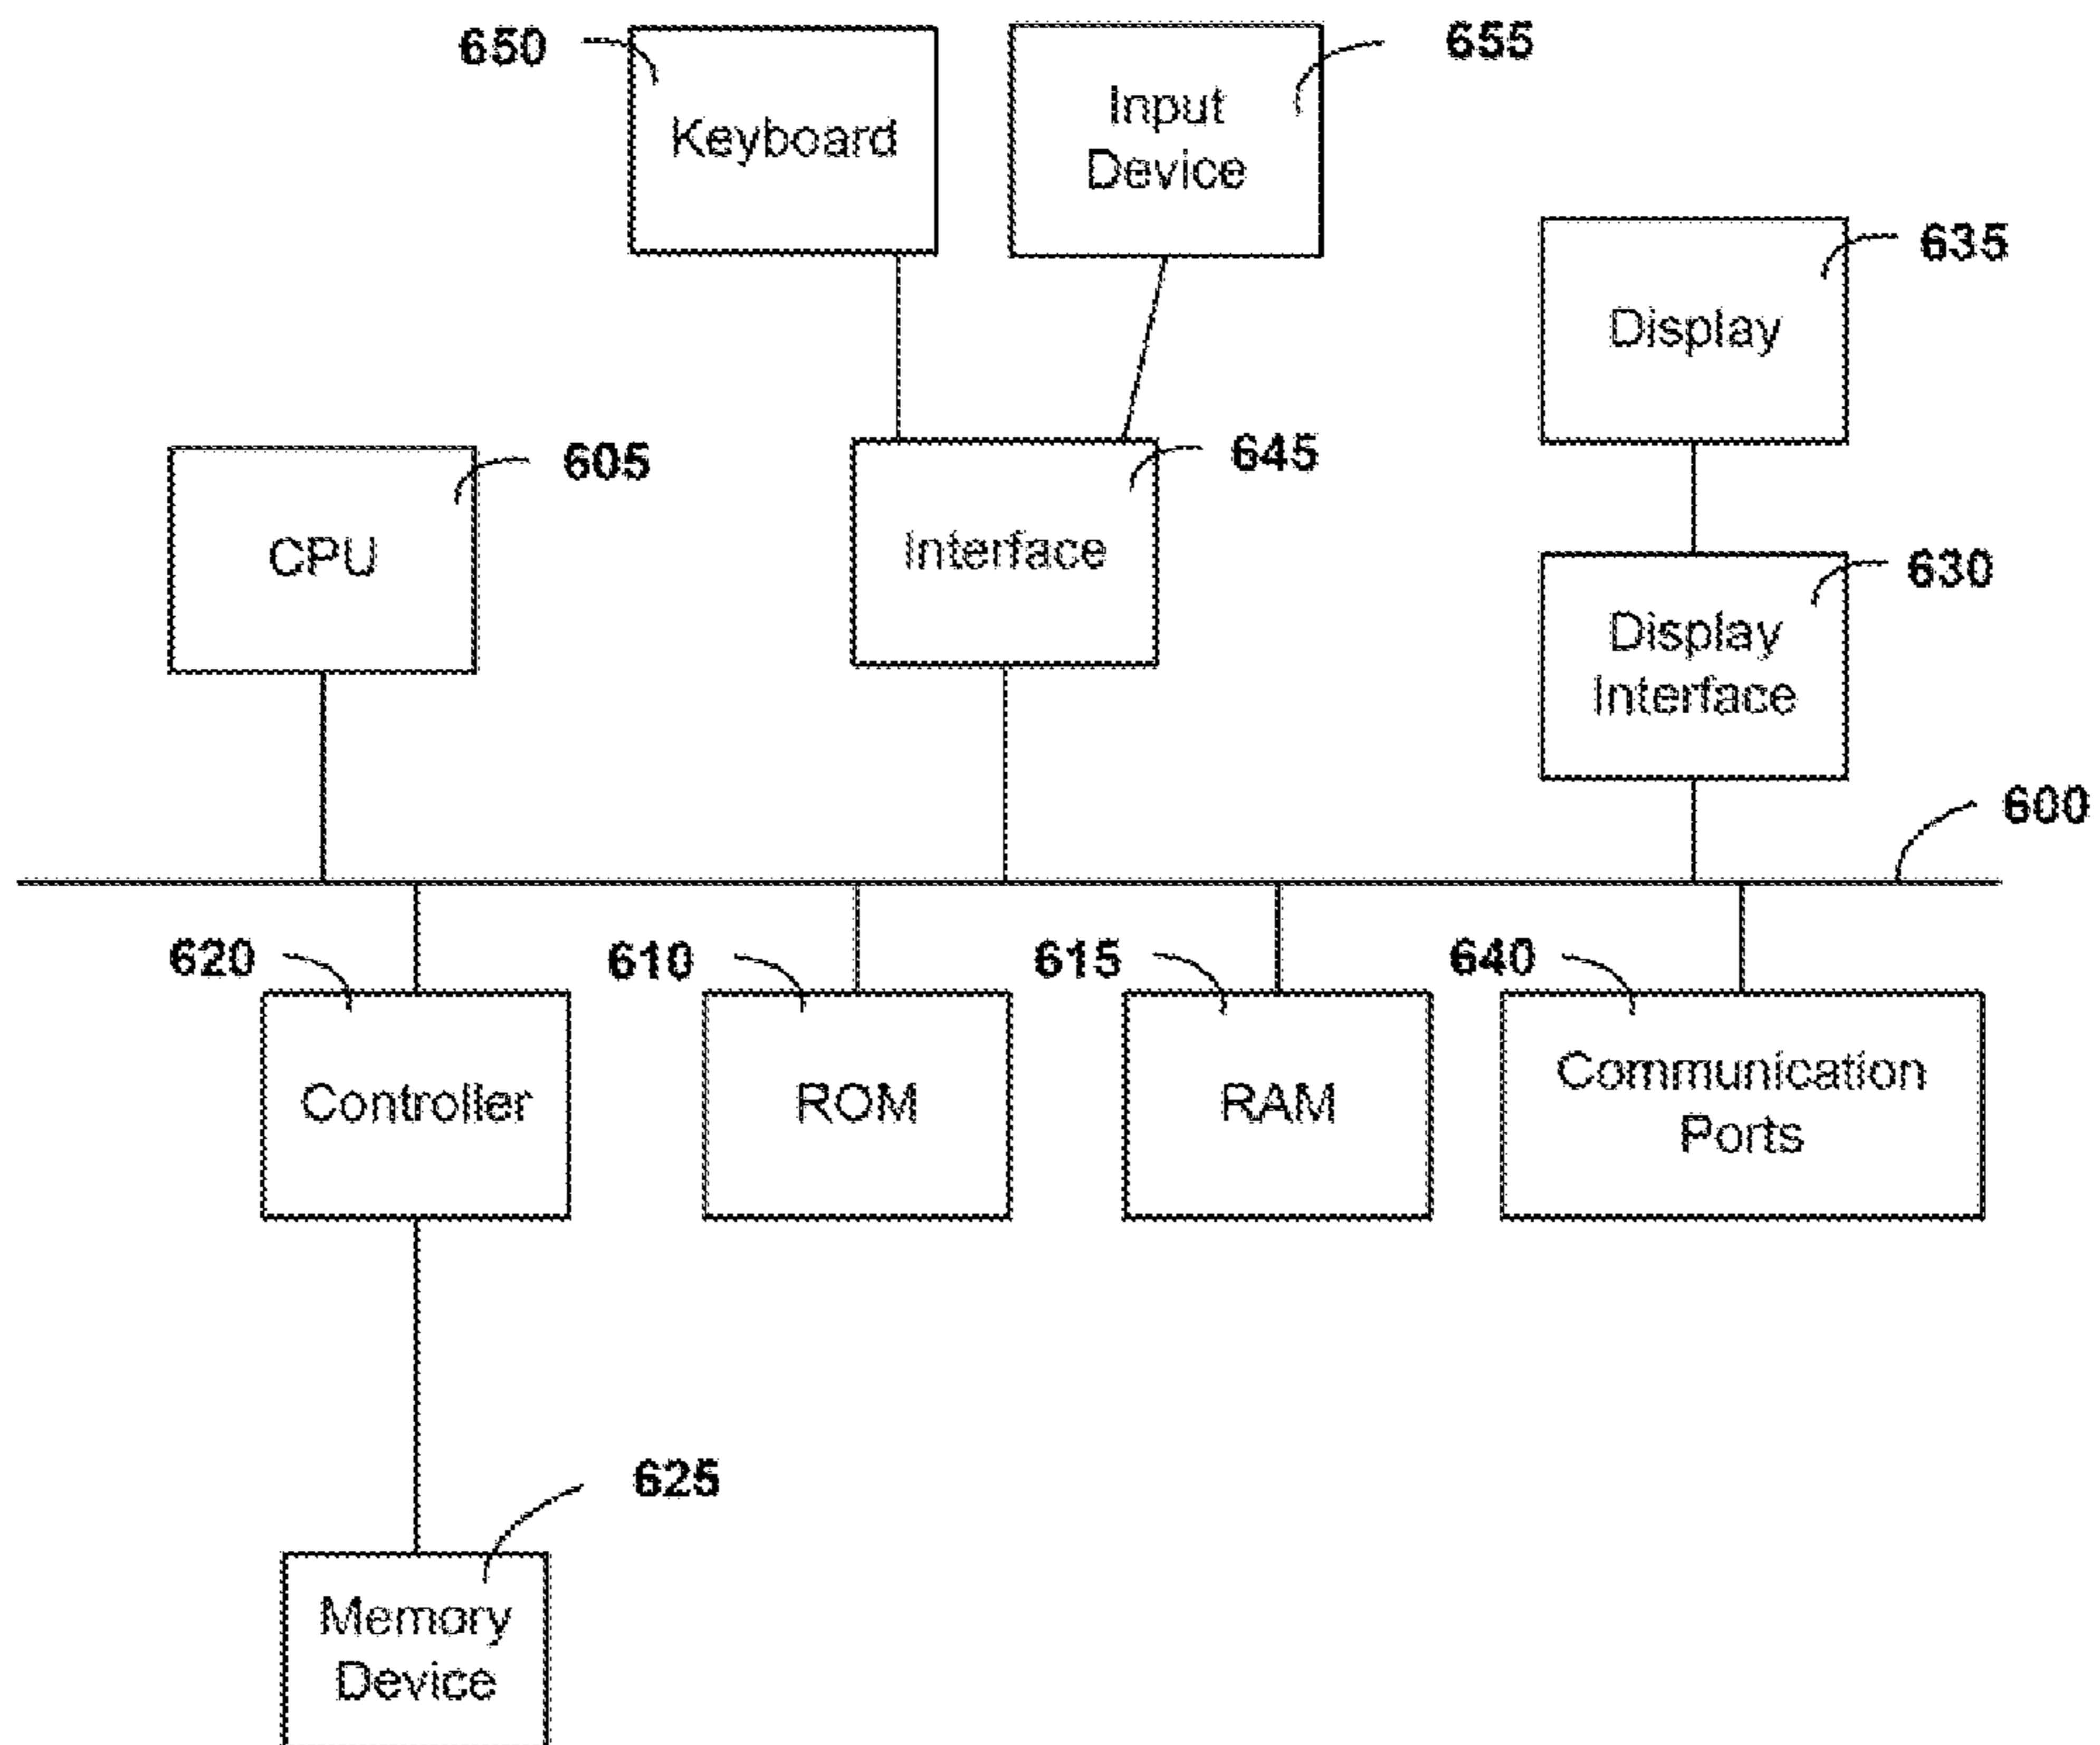 650
Keyboard
Input
Device
655
Display
635
CPU
605
Interface
645
Display
Interface
630
600
620
Controller
610
ROM
615
RAM
640
Communication
Ports
625
Memory
Device